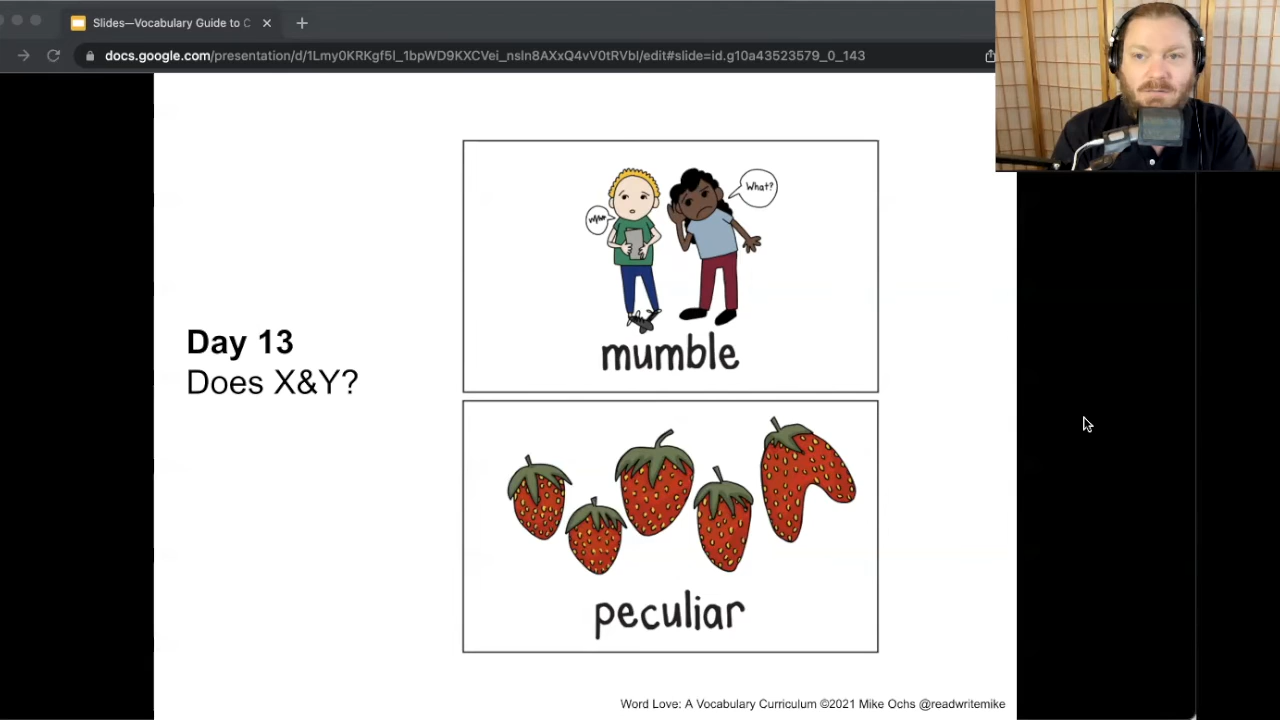 Slides—Vocabulary Guide to C
docs.google.com/presentation/d/1Lmy0KRKgf5I_1bpWD9KXCVei_nsIn8AXxQ4vV0tRVbI/edit#slide=id.g10a43523579_0_143
What?
mumble
Day 13
Does X&Y?
peculiar
Word Love: A Vocabulary Curriculum ©2021 Mike Ochs @readwritemike